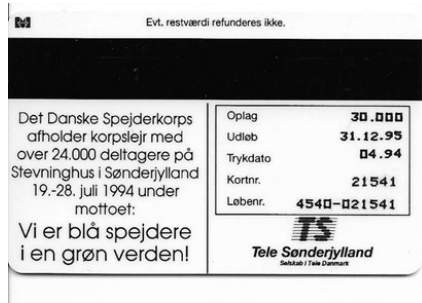 Evt. restværdi refunderes ikke.
Det Danske Spejderkorps
afholder korpslejr med
over 24.000 deltagere på
Stevninghus i Sønderjylland
19.-28. juli 1994 under
mottoet:
Vi er blå spejdere
i en grøn verden!
Oplag 30.000
Udløb 31.12.95
Trykdato 04.94
Kortnr. 21541
Løbenr. 4540-021541
TS
Tele Sønderjylland
Selskab i Tele Danmark